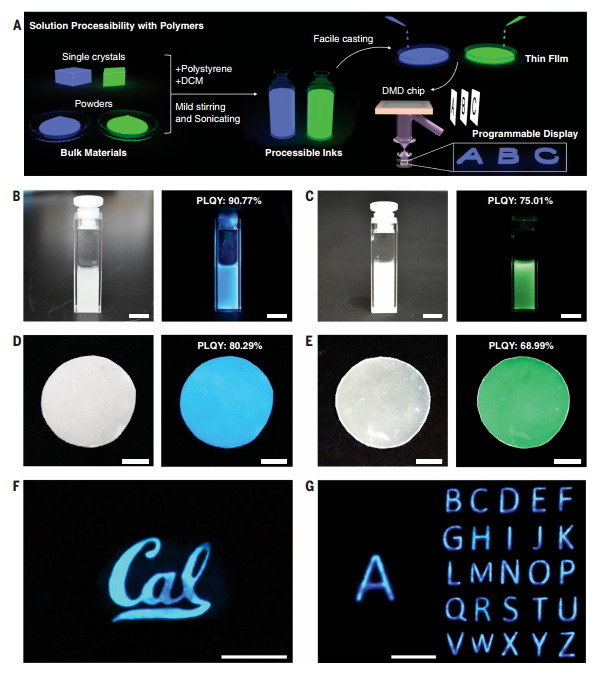 A Solution Processibility with Polymers
Single crystals
Powders
Bulk Materials
+Polystyrene
+DCM
Mild stirring
and Sonicating
Processible Inks
Facile casting
Thin FIlm
DMD chip
A B C
Programmable Display
A B C
B
PLQY: 90.77%
C
PLQY: 75.01%
D
PLQY: 80.29%
E
PLQY: 68.99%
F
Cal
G
A
B C D E F
G H I J K
L M N O P
Q R S T U
V W X Y Z